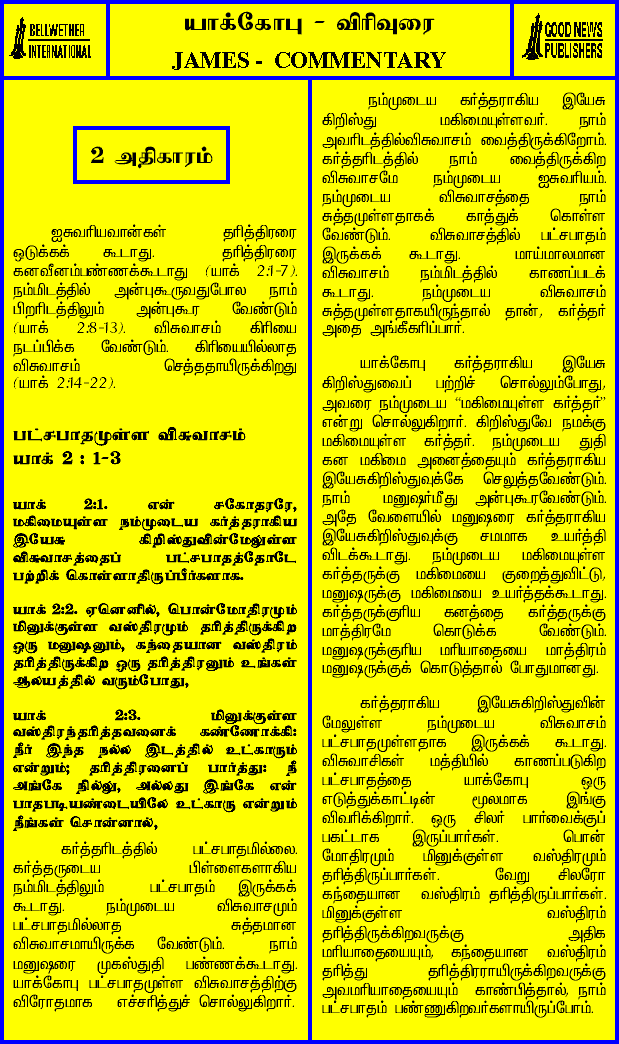 BELLWETHER
INTERNATIONAL
யாக்கோபு - விரிவுரை
JAMES - COMMENTARY
GOOD NEWS
PUBLISHERS
2 அதிகாரம்
ஐசுவரியவான்கள் தரித்திரரை
ஒடுக்கக் கூடாது. தரித்திரரை
கனவீனம்பண்ணக்கூடாது (யாக் 2:1-7).
நம்மிடத்தில் அன்புகூருவதுபோல நாம்
பிறரிடத்திலும் அன்புகூர வேண்டும்
(யாக் 2:8-13). விசுவாசம் கிரியை
நடப்பிக்க வேண்டும். கிரியையில்லாத
விசுவாசம் செத்ததாயிருக்கிறது
(யாக் 2:14-22).
பட்சபாதமுள்ள விசுவாசம்
யாக் 2 : 1-3
யாக் 2:1. என் சகோதரரே,
மகிமையுள்ள நம்முடைய கர்த்தராகிய
இயேசு கிறிஸ்துவின்மேலுள்ள
விசுவாசத்தைப் பட்சபாதத்தோடே
பற்றிக் கொள்ளாதிருப்பீர்களாக.
யாக் 2:2. ஏனெனில், பொன்மோதிரமும்
மினுக்குள்ள வஸ்திரமும் தரித்திருக்கிற
ஒரு மனுஷனும், கந்தையான வஸ்திரம்
தரித்திருக்கிற ஒரு தரித்திரனும் உங்கள்
ஆலயத்தில் வரும்போது,
யாக் 2:3. மினுக்குள்ள
வஸ்திரந்தரித்தவனைக் கண்ணோக்கி:
நீர் இந்த நல்ல இடத்தில் உட்காரும்
என்றும்; தரித்திரனைப் பார்த்து: நீ
அங்கே நில்லு, அல்லது இங்கே என்
பாதபடியண்டையிலே உட்காரு என்றும்
நீங்கள் சொன்னால்,
கர்த்தரிடத்தில் பட்சபாதமில்லை.
கர்த்தருடைய பிள்ளைகளாகிய
நம்மிடத்திலும் பட்சபாதம் இருக்கக்
கூடாது. நம்முடைய விசுவாசமும்
பட்சபாதமில்லாத சுத்தமான
விசுவாசமாயிருக்க வேண்டும். நாம்
மனுஷரை முகஸ்துதி பண்ணக்கூடாது.
யாக்கோபு பட்சபாதமுள்ள விசுவாசத்திற்கு
விரோதமாக எச்சரித்துச் சொல்லுகிறார்.
நம்முடைய கர்த்தராகிய இயேசு
கிறிஸ்து மகிமையுள்ளவர். நாம்
அவரிடத்தில்விசுவாசம் வைத்திருக்கிறோம்.
கர்த்தரிடத்தில் நாம் வைத்திருக்கிற
விசுவாசமே நம்முடைய ஐசுவரியம்.
நம்முடைய விசுவாசத்தை நாம்
சுத்தமுள்ளதாகக் காத்துக் கொள்ள
வேண்டும். விசுவாசத்தில் பட்சபாதம்
இருக்கக் கூடாது. மாய்மாலமான
விசுவாசம் நம்மிடத்தில் காணப்படக்
கூடாது. நம்முடைய விசுவாசம்
சுத்தமுள்ளதாகயிருந்தால் தான், கர்த்தர்
அதை அங்கீகரிப்பார்.
யாக்கோபு கர்த்தராகிய இயேசு
கிறிஸ்துவைப் பற்றிச் சொல்லும்போது,
அவரை நம்முடைய “மகிமையுள்ள கர்த்தர்”
என்று சொல்லுகிறார். கிறிஸ்துவே நமக்கு
மகிமையுள்ள கர்த்தர். நம்முடைய துதி
கன மகிமை அனைத்தையும் கர்த்தராகிய
இயேசுகிறிஸ்துவுக்கே செலுத்தவேண்டும்.
நாம் மனுஷர்மீது அன்புகூரவேண்டும்.
அதே வேளையில் மனுஷரை கர்த்தராகிய
இயேசுகிறிஸ்துவுக்கு சமமாக உயர்த்தி
விடக்கூடாது. நம்முடைய மகிமையுள்ள
கர்த்தருக்கு மகிமையை குறைத்துவிட்டு,
மனுஷருக்கு மகிமையை உயர்த்தக்கூடாது.
கர்த்தருக்குரிய கனத்தை கர்த்தருக்கு
மாத்திரமே கொடுக்க வேண்டும்.
மனுஷருக்குரிய மரியாதையை மாத்திரம்
மனுஷருக்குக் கொடுத்தால் போதுமானது.
கர்த்தராகிய இயேசுகிறிஸ்துவின்
மேலுள்ள நம்முடைய விசுவாசம்
பட்சபாதமுள்ளதாக இருக்கக் கூடாது.
விசுவாசிகள் மத்தியில் காணப்படுகிற
பட்சபாதத்தை யாக்கோபு ஒரு
எடுத்துக்காட்டின் மூலமாக இங்கு
விவரிக்கிறார். ஒரு சிலர் பார்வைக்குப்
பகட்டாக இருப்பார்கள். பொன்
மோதிரமும் மினுக்குள்ள வஸ்திரமும்
தரித்திருப்பார்கள். வேறு சிலரோ
கந்தையான வஸ்திரம் தரித்திருப்பார்கள்.
மினுக்குள்ள வஸ்திரம்
தரித்திருக்கிறவருக்கு அதிக
மரியாதையையும், கந்தையான வஸ்திரம்
தரித்து தரித்திரராயிருக்கிறவருக்கு
அவமரியாதையையும் காண்பித்தால், நாம்
பட்சபாதம் பண்ணுகிறவர்களாயிருப்போம்.